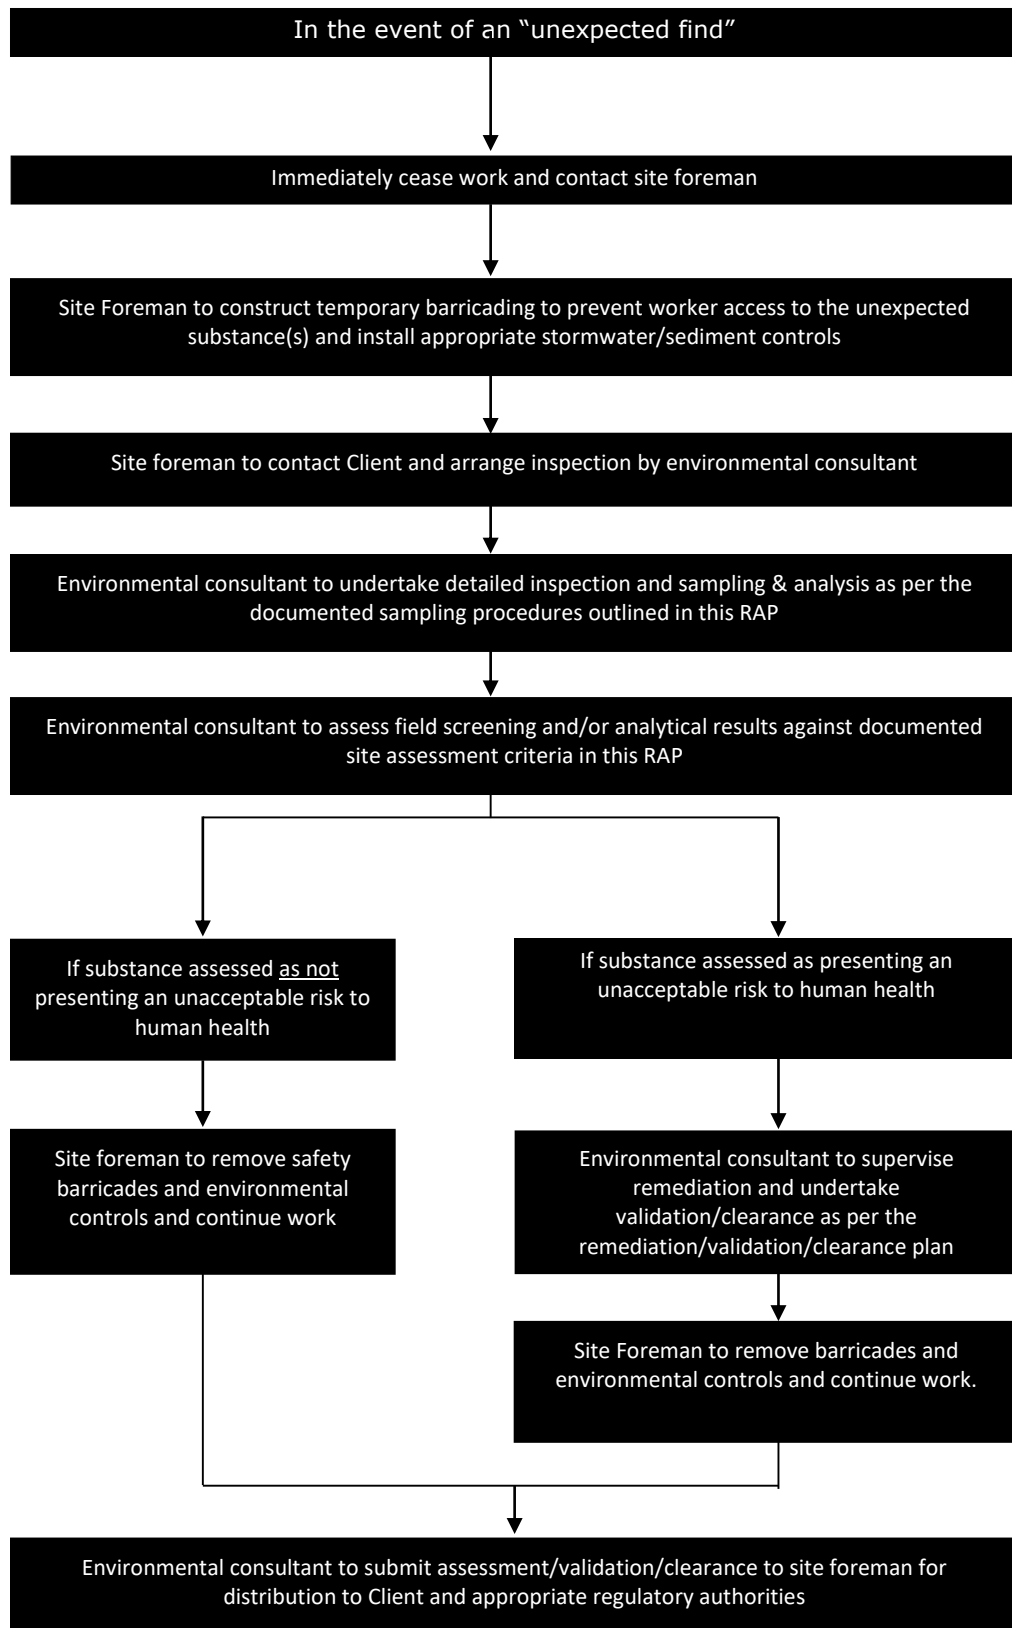 In the event of an “unexpected find”
Immediately cease work and contact site foreman
Site Foreman to construct temporary barricading to prevent worker access to the unexpected
substance(s) and install appropriate stormwater/sediment controls
Site foreman to contact Client and arrange inspection by environmental consultant
Environmental consultant to undertake detailed inspection and sampling & analysis as per the
documented sampling procedures outlined in this RAP
Environmental consultant to assess field screening and/or analytical results against documented
site assessment criteria in this RAP
If substance assessed as not
presenting an unacceptable risk to
human health
If substance assessed as presenting an
unacceptable risk to human health
Site foreman to remove safety
barricades and environmental
controls and continue work
Environmental consultant to supervise
remediation and undertake
validation/clearance as per the
remediation/validation/clearance plan
Site Foreman to remove barricades and
environmental controls and continue work.
Environmental consultant to submit assessment/validation/clearance to site foreman for
distribution to Client and appropriate regulatory authorities